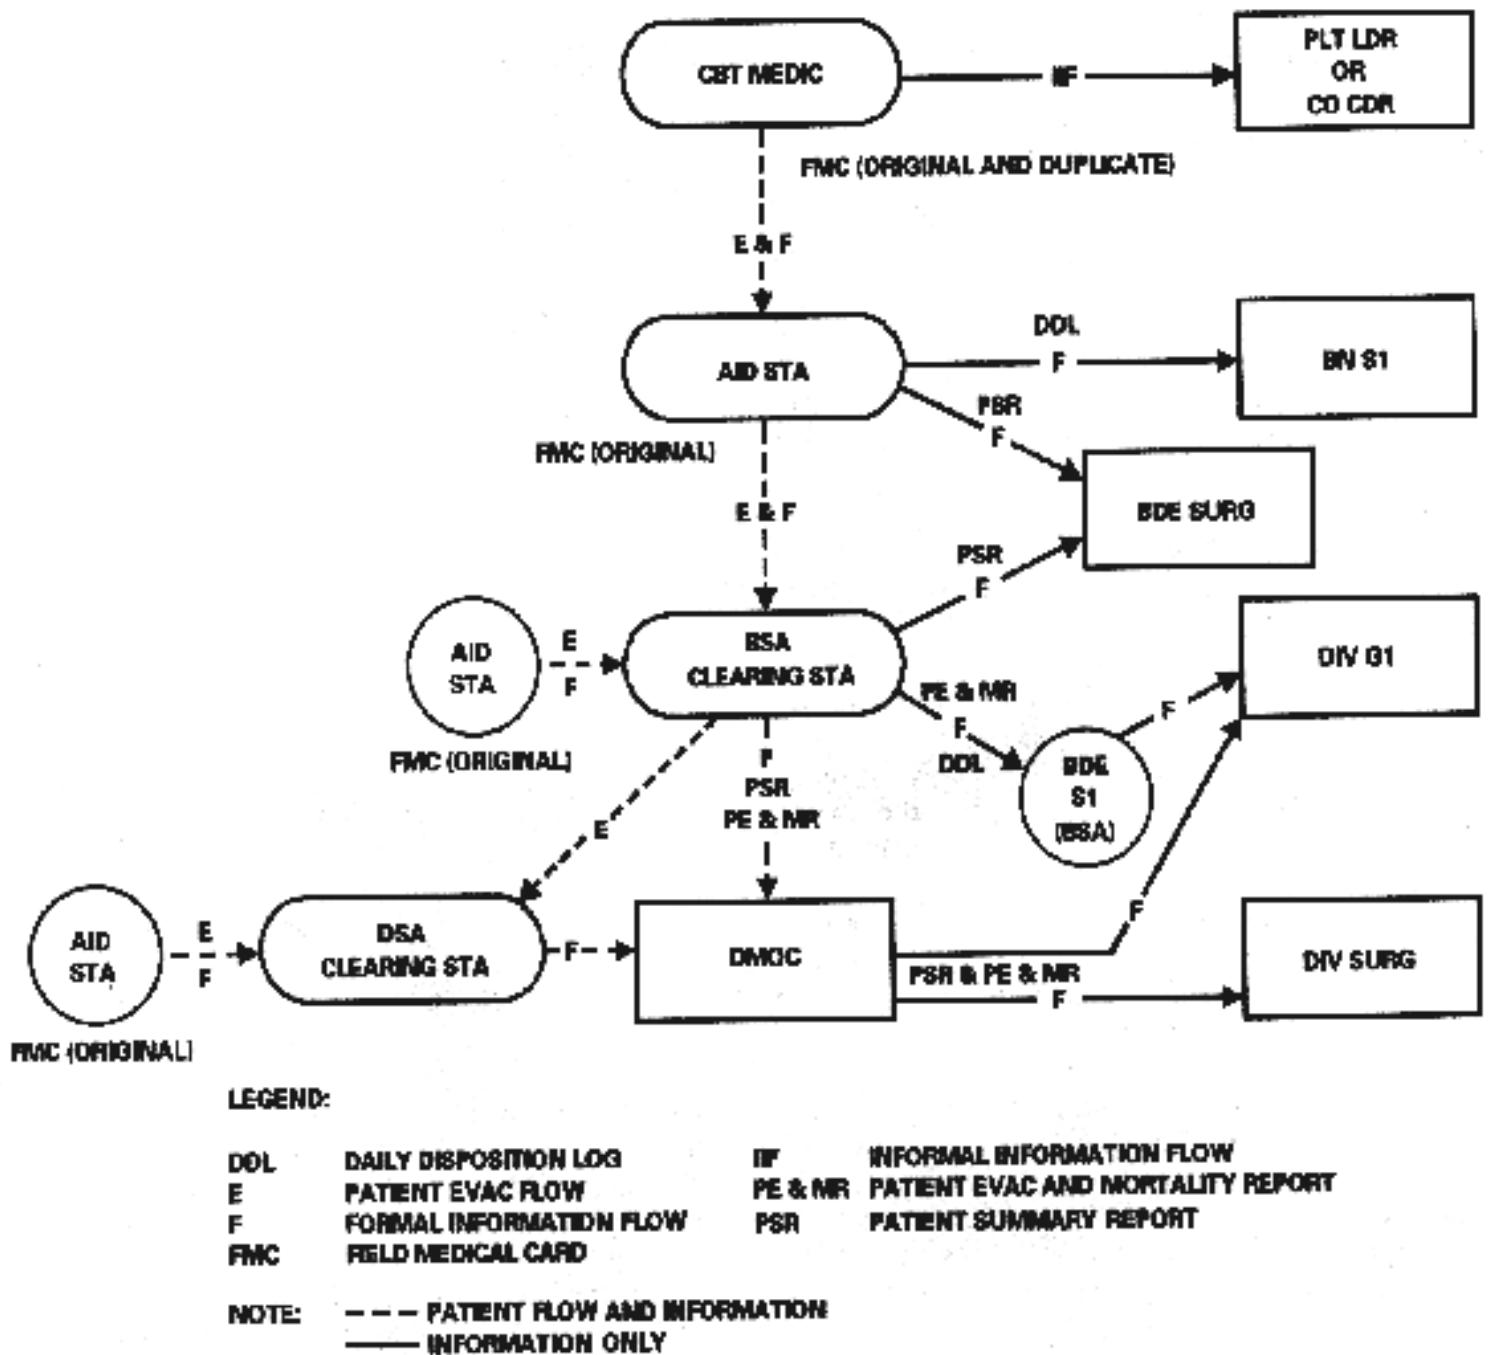 CBT MEDIC
IIF
PLT LDR
OR
CO CDR
FMC (ORIGINAL AND DUPLICATE)
E & F
AID STA
DDL
F
BN S1
PSR
F
FMC (ORIGINAL)
E & F
BDE SURG
PSR
F
AID
STA
E
F
BSA
CLEARING STA
DIV G1
FMC (ORIGINAL)
PE & MR
F
DDL
F
BDE
S1
(BSA)
F
PSR
PE & MR
E
AID
STA
E
F
DSA
CLEARING STA
F
DMOC
F
PSR & PE & MR
F
DIV SURG
FMC (ORIGINAL)
LEGEND:
DDL DAILY DISPOSITION LOG
E PATIENT EVAC FLOW
F FORMAL INFORMATION FLOW
FMC FIELD MEDICAL CARD
IIF INFORMAL INFORMATION FLOW
PE & MR PATIENT EVAC AND MORTALITY REPORT
PSR PATIENT SUMMARY REPORT
NOTE: PATIENT FLOW AND INFORMATION
INFORMATION ONLY